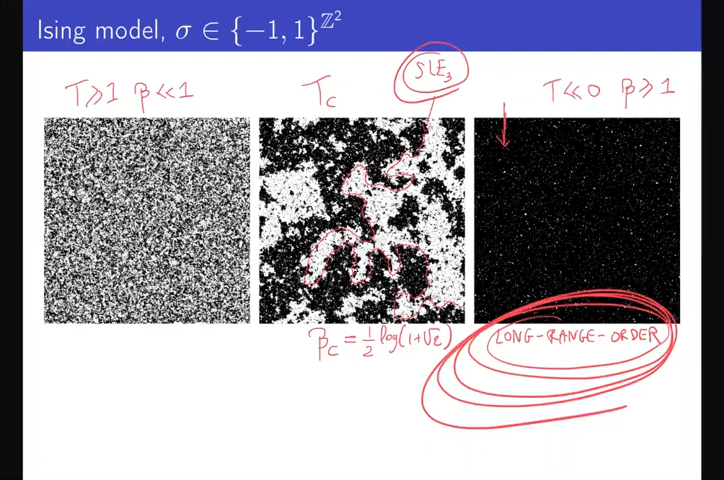 Ising model, σ ∈ {−1, 1}^ℤ²
SLE₃
T≫1 β≪1
T_c
T≪0 β≫1
β_c = ½ log(1+√2)
LONG-RANGE-ORDER